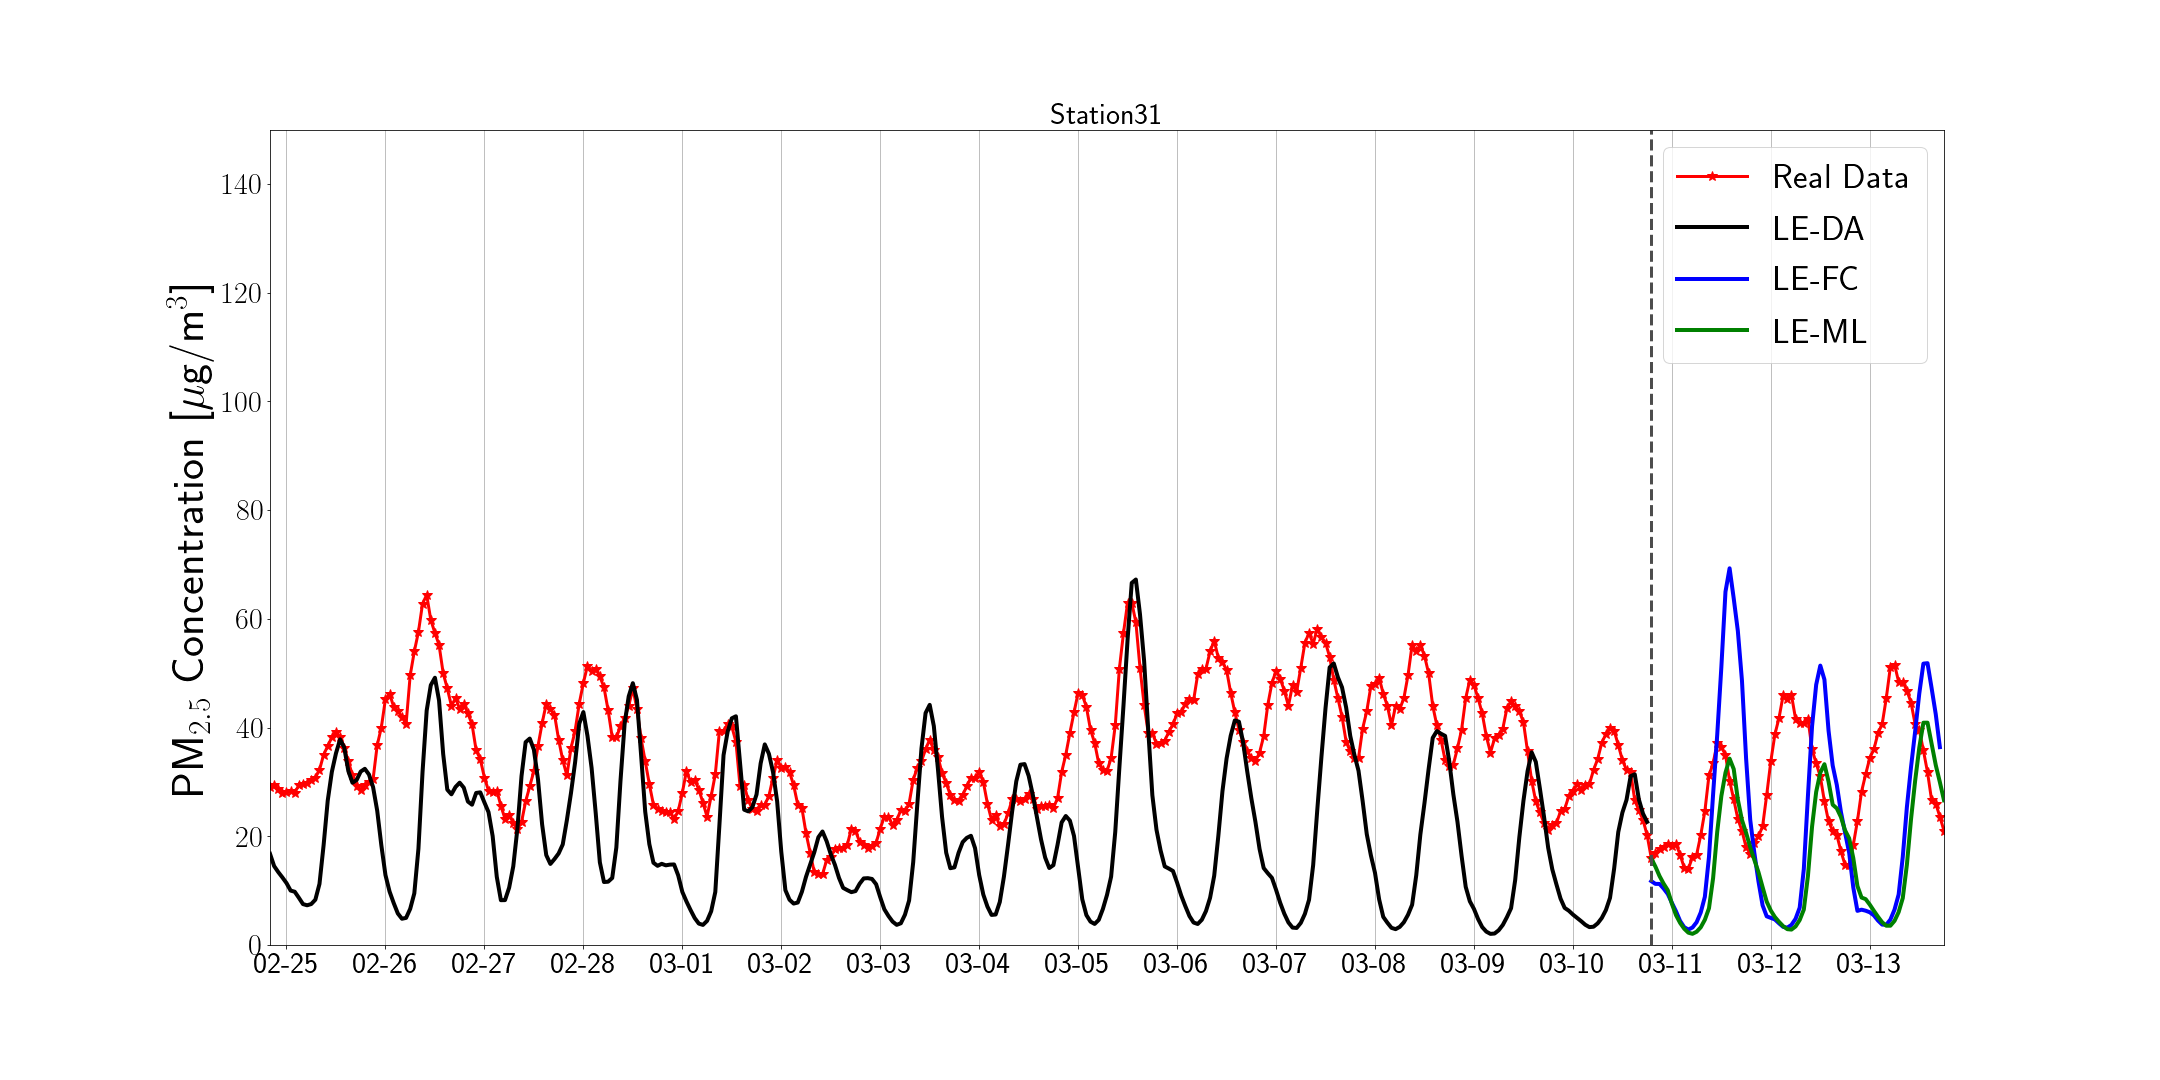 Station31
PM2.5 Concentration [μg/m³]
140
120
100
80
60
40
20
0
Real Data
LE-DA
LE-FC
LE-ML
02-25 02-26 02-27 02-28 03-01 03-02 03-03 03-04 03-05 03-06 03-07 03-08 03-09 03-10 03-11 03-12 03-13